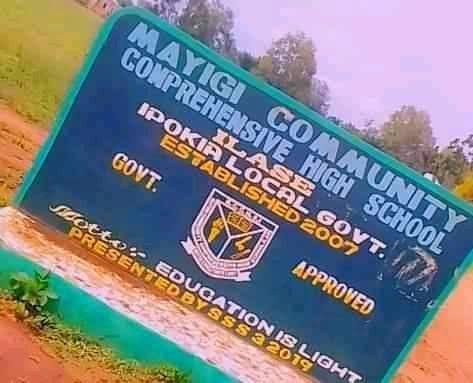 MAYIGI COMMUNITY
COMPREHENSIVE HIGH SCHOOL
ILASE
IPOKIA LOCAL GOVT.
ESTABLISHED 2007
GOVT. APPROVED
Motto:- EDUCATION IS LIGHT
PRESENTED BY SSS 3 2019